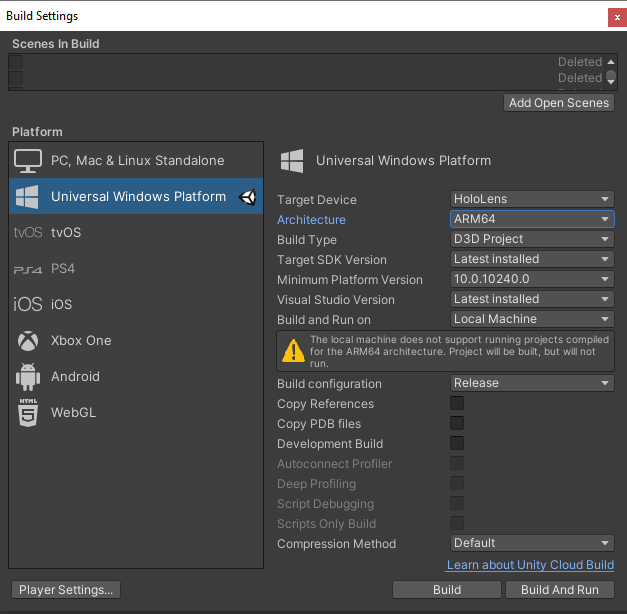 Build Settings
x
Scenes In Build
Deleted
Deleted
Add Open Scenes
Platform
PC, Mac & Linux Standalone
Universal Windows Platform
tvOS tvOS
PS4 PS4
iOS iOS
Xbox One
Android
HTML
5 WebGL
Universal Windows Platform
Target Device HoloLens
Architecture ARM64
Build Type D3D Project
Target SDK Version Latest installed
Minimum Platform Version 10.0.10240.0
Visual Studio Version Latest installed
Build and Run on Local Machine
The local machine does not support running projects compiled
for the ARM64 architecture. Project will be built, but will not
run.
Build configuration Release
Copy References
Copy PDB files
Development Build
Autoconnect Profiler
Deep Profiling
Script Debugging
Scripts Only Build
Compression Method Default
Learn about Unity Cloud Build
Player Settings...
Build
Build And Run